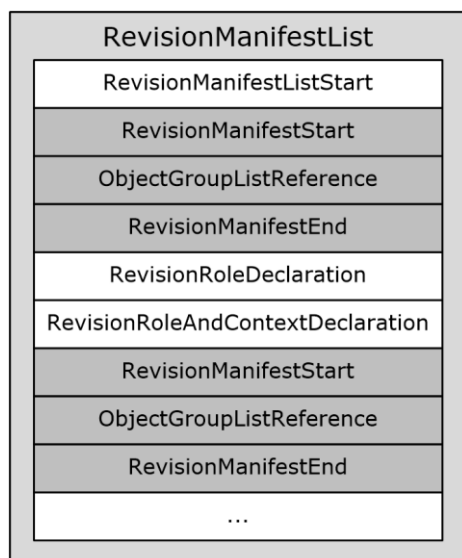 RevisionManifestList
RevisionManifestListStart
RevisionManifestStart
ObjectGroupListReference
RevisionManifestEnd
RevisionRoleDeclaration
RevisionRoleAndContextDeclaration
RevisionManifestStart
ObjectGroupListReference
RevisionManifestEnd
...